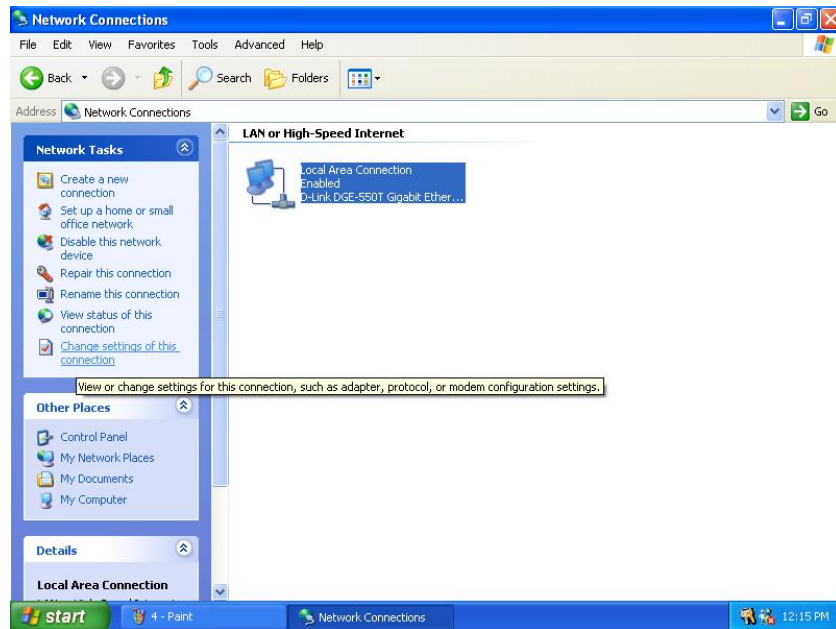 Network Connections
File Edit View Favorites Tools Advanced Help
Back Search Folders
Address Network Connections Go
Network Tasks
Create a new
connection
Set up a home or small
office network
Disable this network
device
Repair this connection
Rename this connection
View status of this
connection
Change settings of this
connection
View or change settings for this connection, such as adapter, protocol, or modem configuration settings.
Other Places
Control Panel
My Network Places
My Documents
My Computer
Details
Local Area Connection
LAN or High-Speed Internet
Local Area Connection
Enabled
D-Link DGE-550T Gigabit Ether...
start 4 - Paint Network Connections 12:15 PM